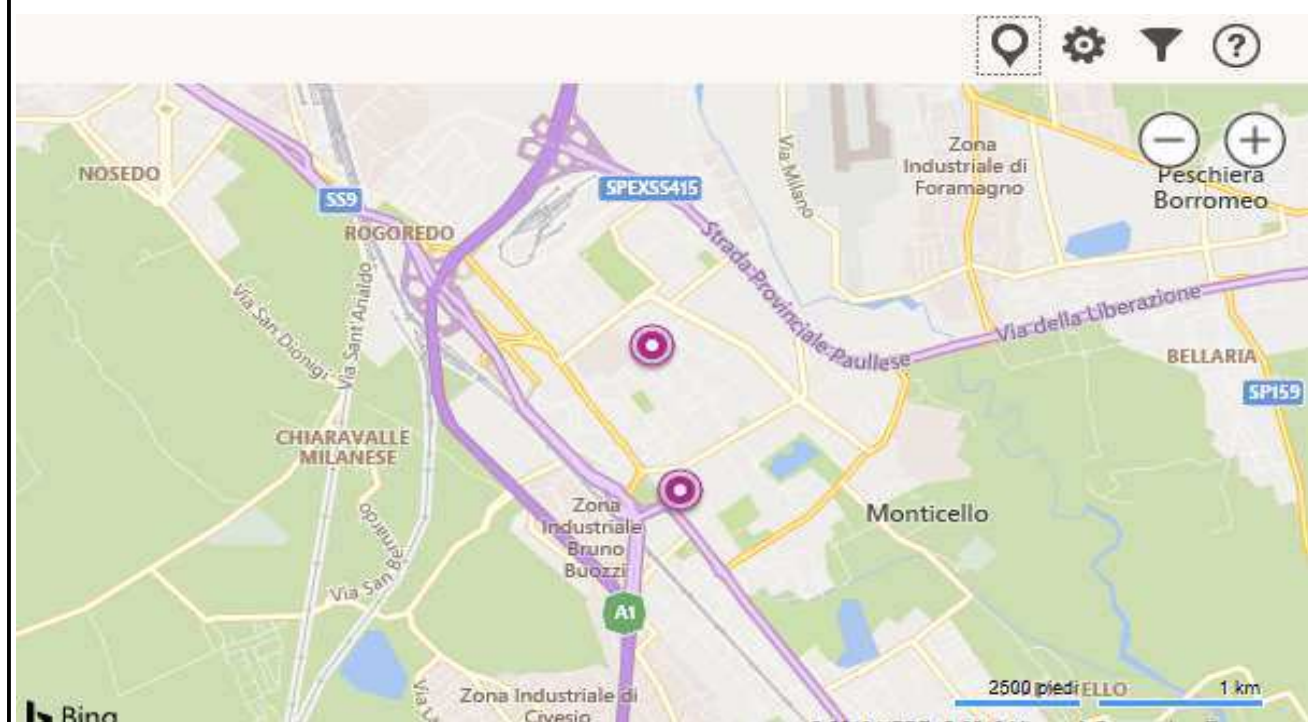 ?
NOSEDO
SS9
ROGOREDO
SPEXSS415
Via Milano
Zona
Industriale di
Foramagno
Peschiera
Borromeo
Strada Provinciale Paullese
Via della Liberazione
BELLARIA
SP159
Via San Dionigi
Via Sant'Arialdo
CHIARAVALLE
MILANESE
Via San Bernardo
Zona
Industriale
Bruno
Buozzi
A1
Monticello
Zona Industriale di
Civesio
2500 piedi
1 km
Bing